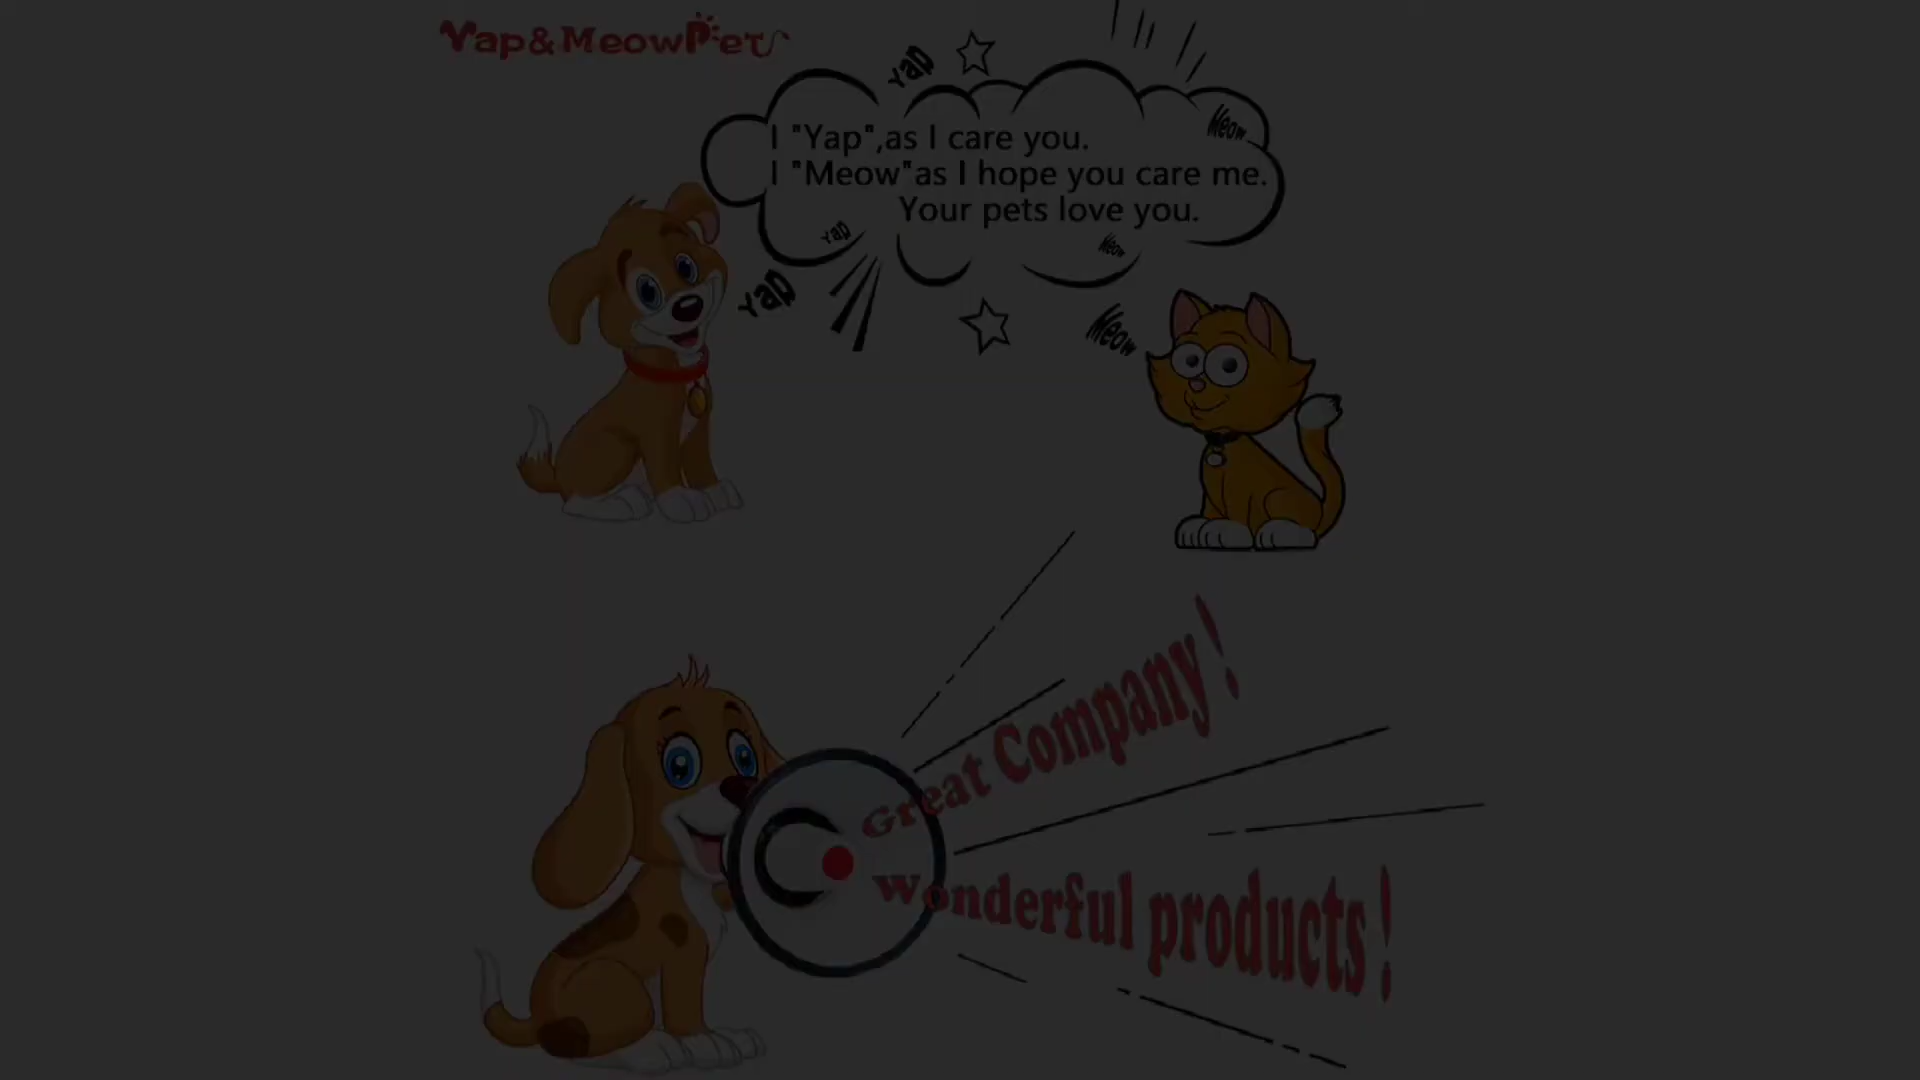 Yap&MeowPets
Yap
I "Yap",as I care you.
Meow
I "Meow"as I hope you care me.
Your pets love you.
Yap
Meow
Yap
Meow
Great Company!
Wonderful products!